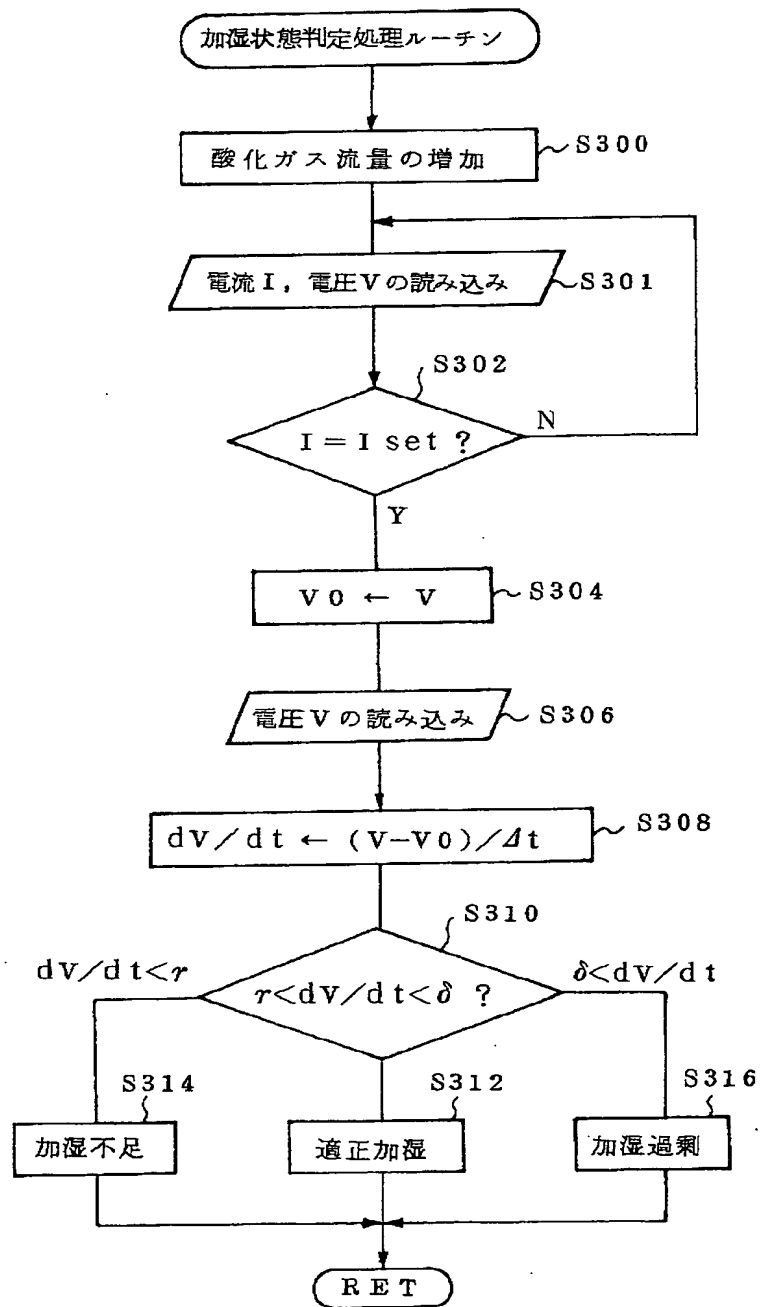 加湿状態判定処理ルーチン
酸化ガス流量の増加
S300
電流I,電圧Vの読み込み
S301
S302
I=I set ?
N
Y
V0 ← V
S304
電圧Vの読み込み
S306
dV/dt ← (V-V0)/Δt
S308
S310
dV/dt<r
r<dV/dt<δ ?
δ<dV/dt
S314
S312
S316
加湿不足
適正加湿
加湿過剰
RET